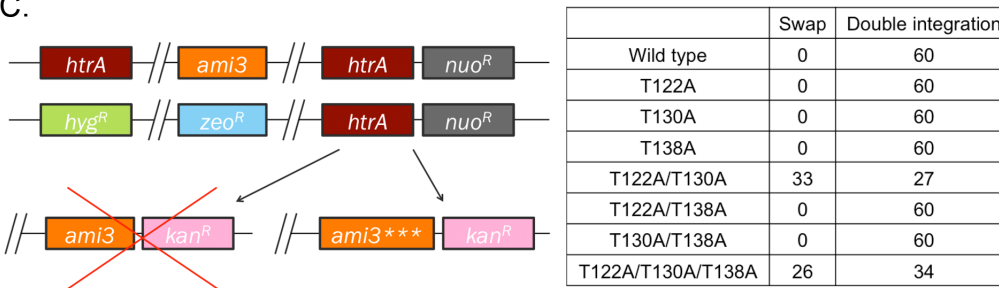 C.
htrA ami3 htrA nuoR
hygR zeoR htrA nuoR
ami3 kanR ami3*** kanR
Swap Double integration
Wild type 0 60
T122A 0 60
T130A 0 60
T138A 0 60
T122A/T130A 33 27
T122A/T138A 0 60
T130A/T138A 0 60
T122A/T130A/T138A 26 34